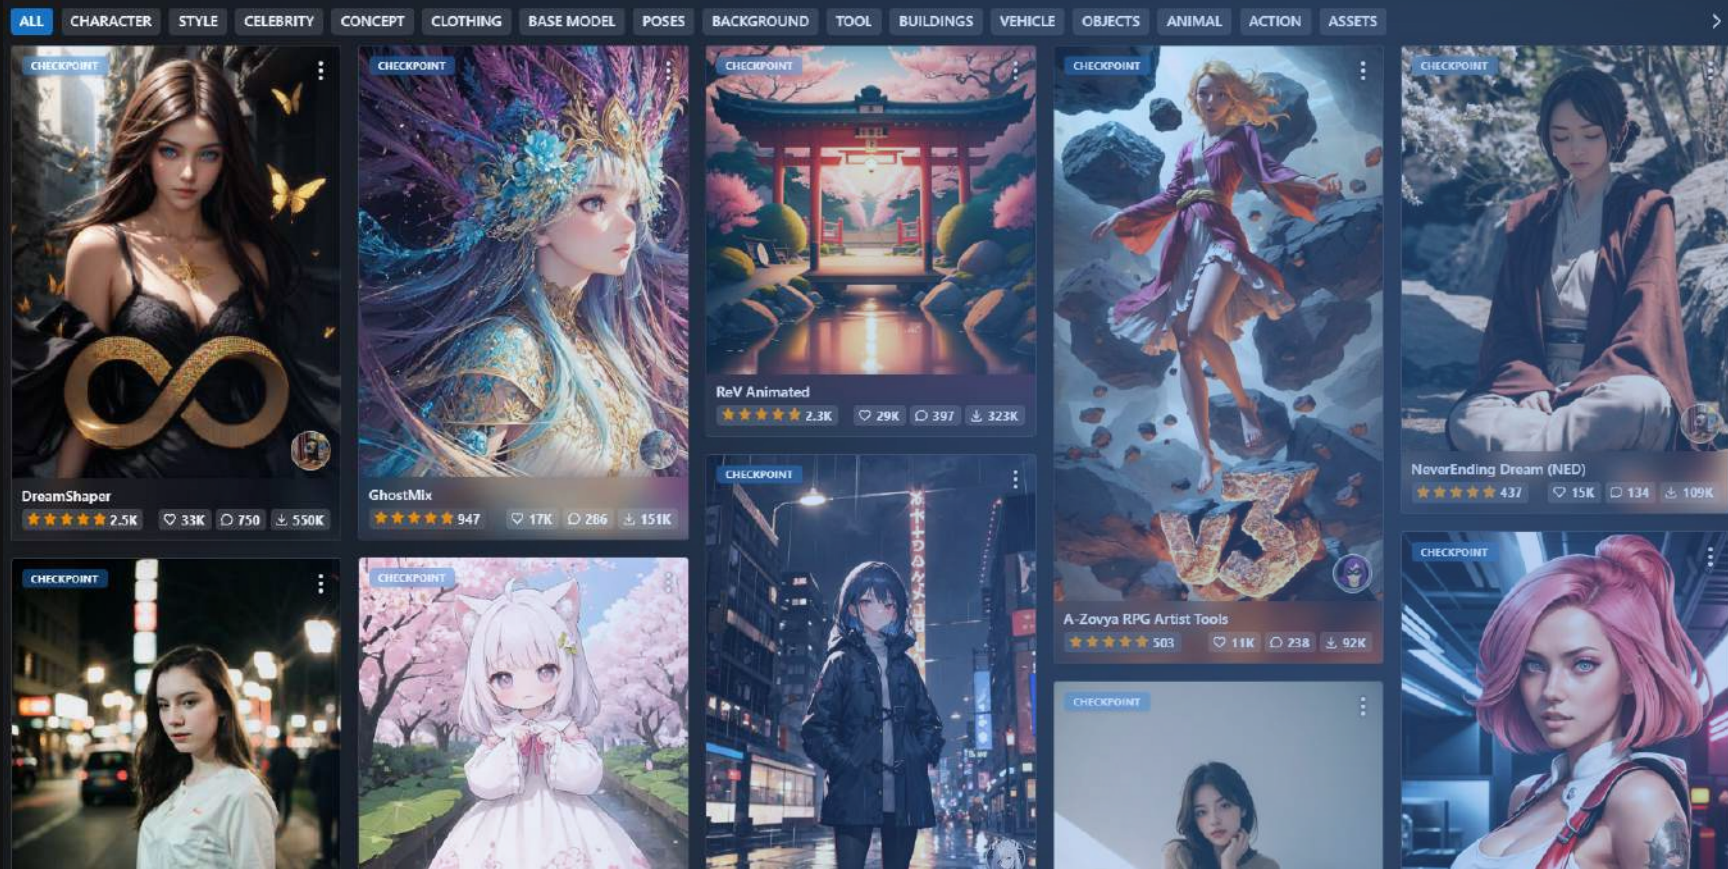 ALL CHARACTER STYLE CELEBRITY CONCEPT CLOTHING BASE MODEL POSES BACKGROUND TOOL BUILDINGS VEHICLE OBJECTS ANIMAL ACTION ASSETS
CHECKPOINT
DreamShaper
2.5K 33K 750 550K
CHECKPOINT
CHECKPOINT
GhostMix
947 17K 286 151K
CHECKPOINT
CHECKPOINT
ReV Animated
2.3K 29K 397 323K
CHECKPOINT
CHECKPOINT
V3
A-Zovya RPG Artist Tools
503 11K 238 92K
CHECKPOINT
CHECKPOINT
NeverEnding Dream (NED)
437 15K 134 109K
CHECKPOINT